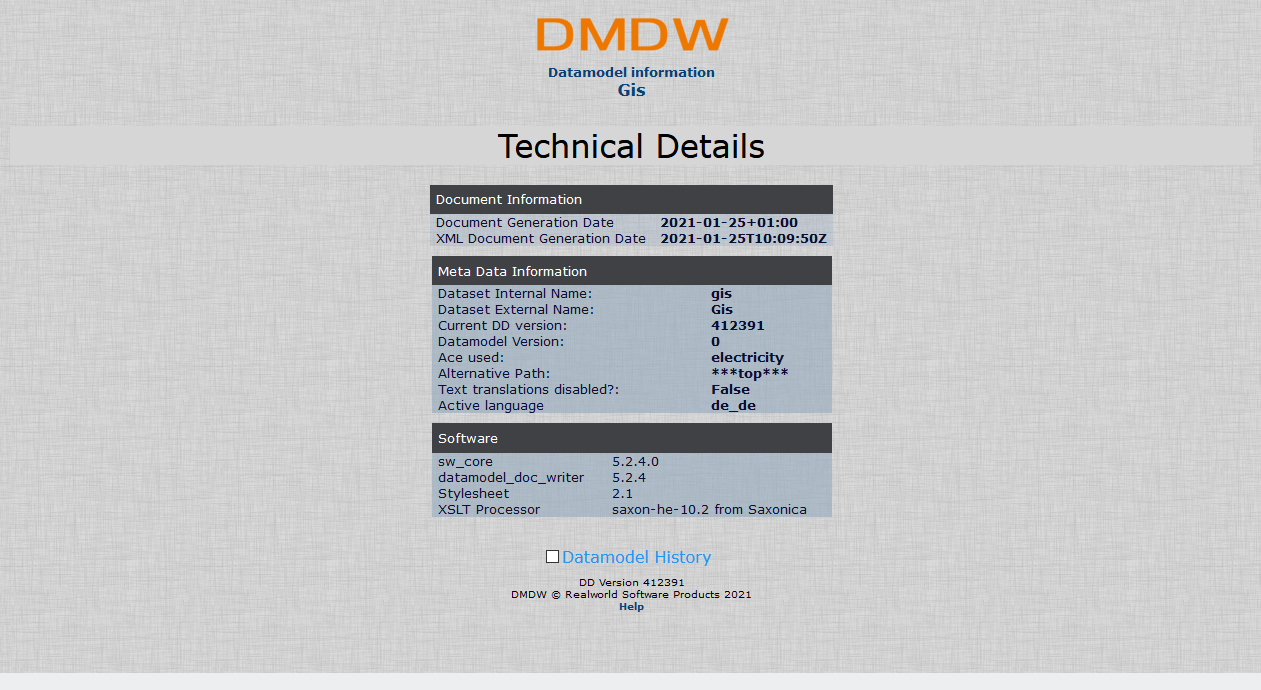 DMDW
Datamodel information
Gis
Technical Details
Document Information
Document Generation Date 2021-01-25+01:00
XML Document Generation Date 2021-01-25T10:09:50Z
Meta Data Information
Dataset Internal Name: gis
Dataset External Name: Gis
Current DD version: 412391
Datamodel Version: 0
Ace used: electricity
Alternative Path: ***top***
Text translations disabled?: False
Active language de_de
Software
sw_core 5.2.4.0
datamodel_doc_writer 5.2.4
Stylesheet 2.1
XSLT Processor saxon-he-10.2 from Saxonica
Datamodel History
DD Version 412391
DMDW © Realworld Software Products 2021
Help